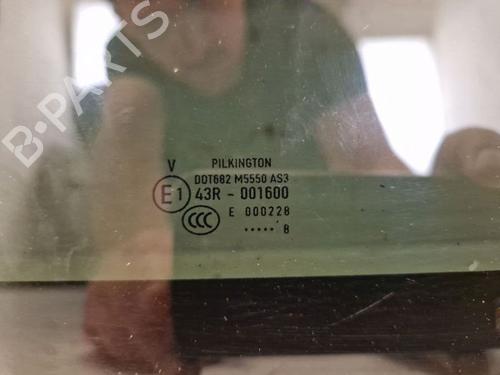 B-PARTS
V PILKINGTON
DOT682 M5550 AS3
E1 43R - 001600
CCC E 000228
..... 8